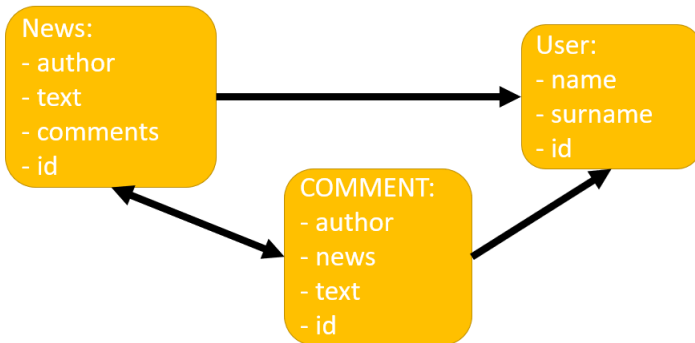 News:
- author
- text
- comments
- id
User:
- name
- surname
- id
COMMENT:
- author
- news
- text
- id